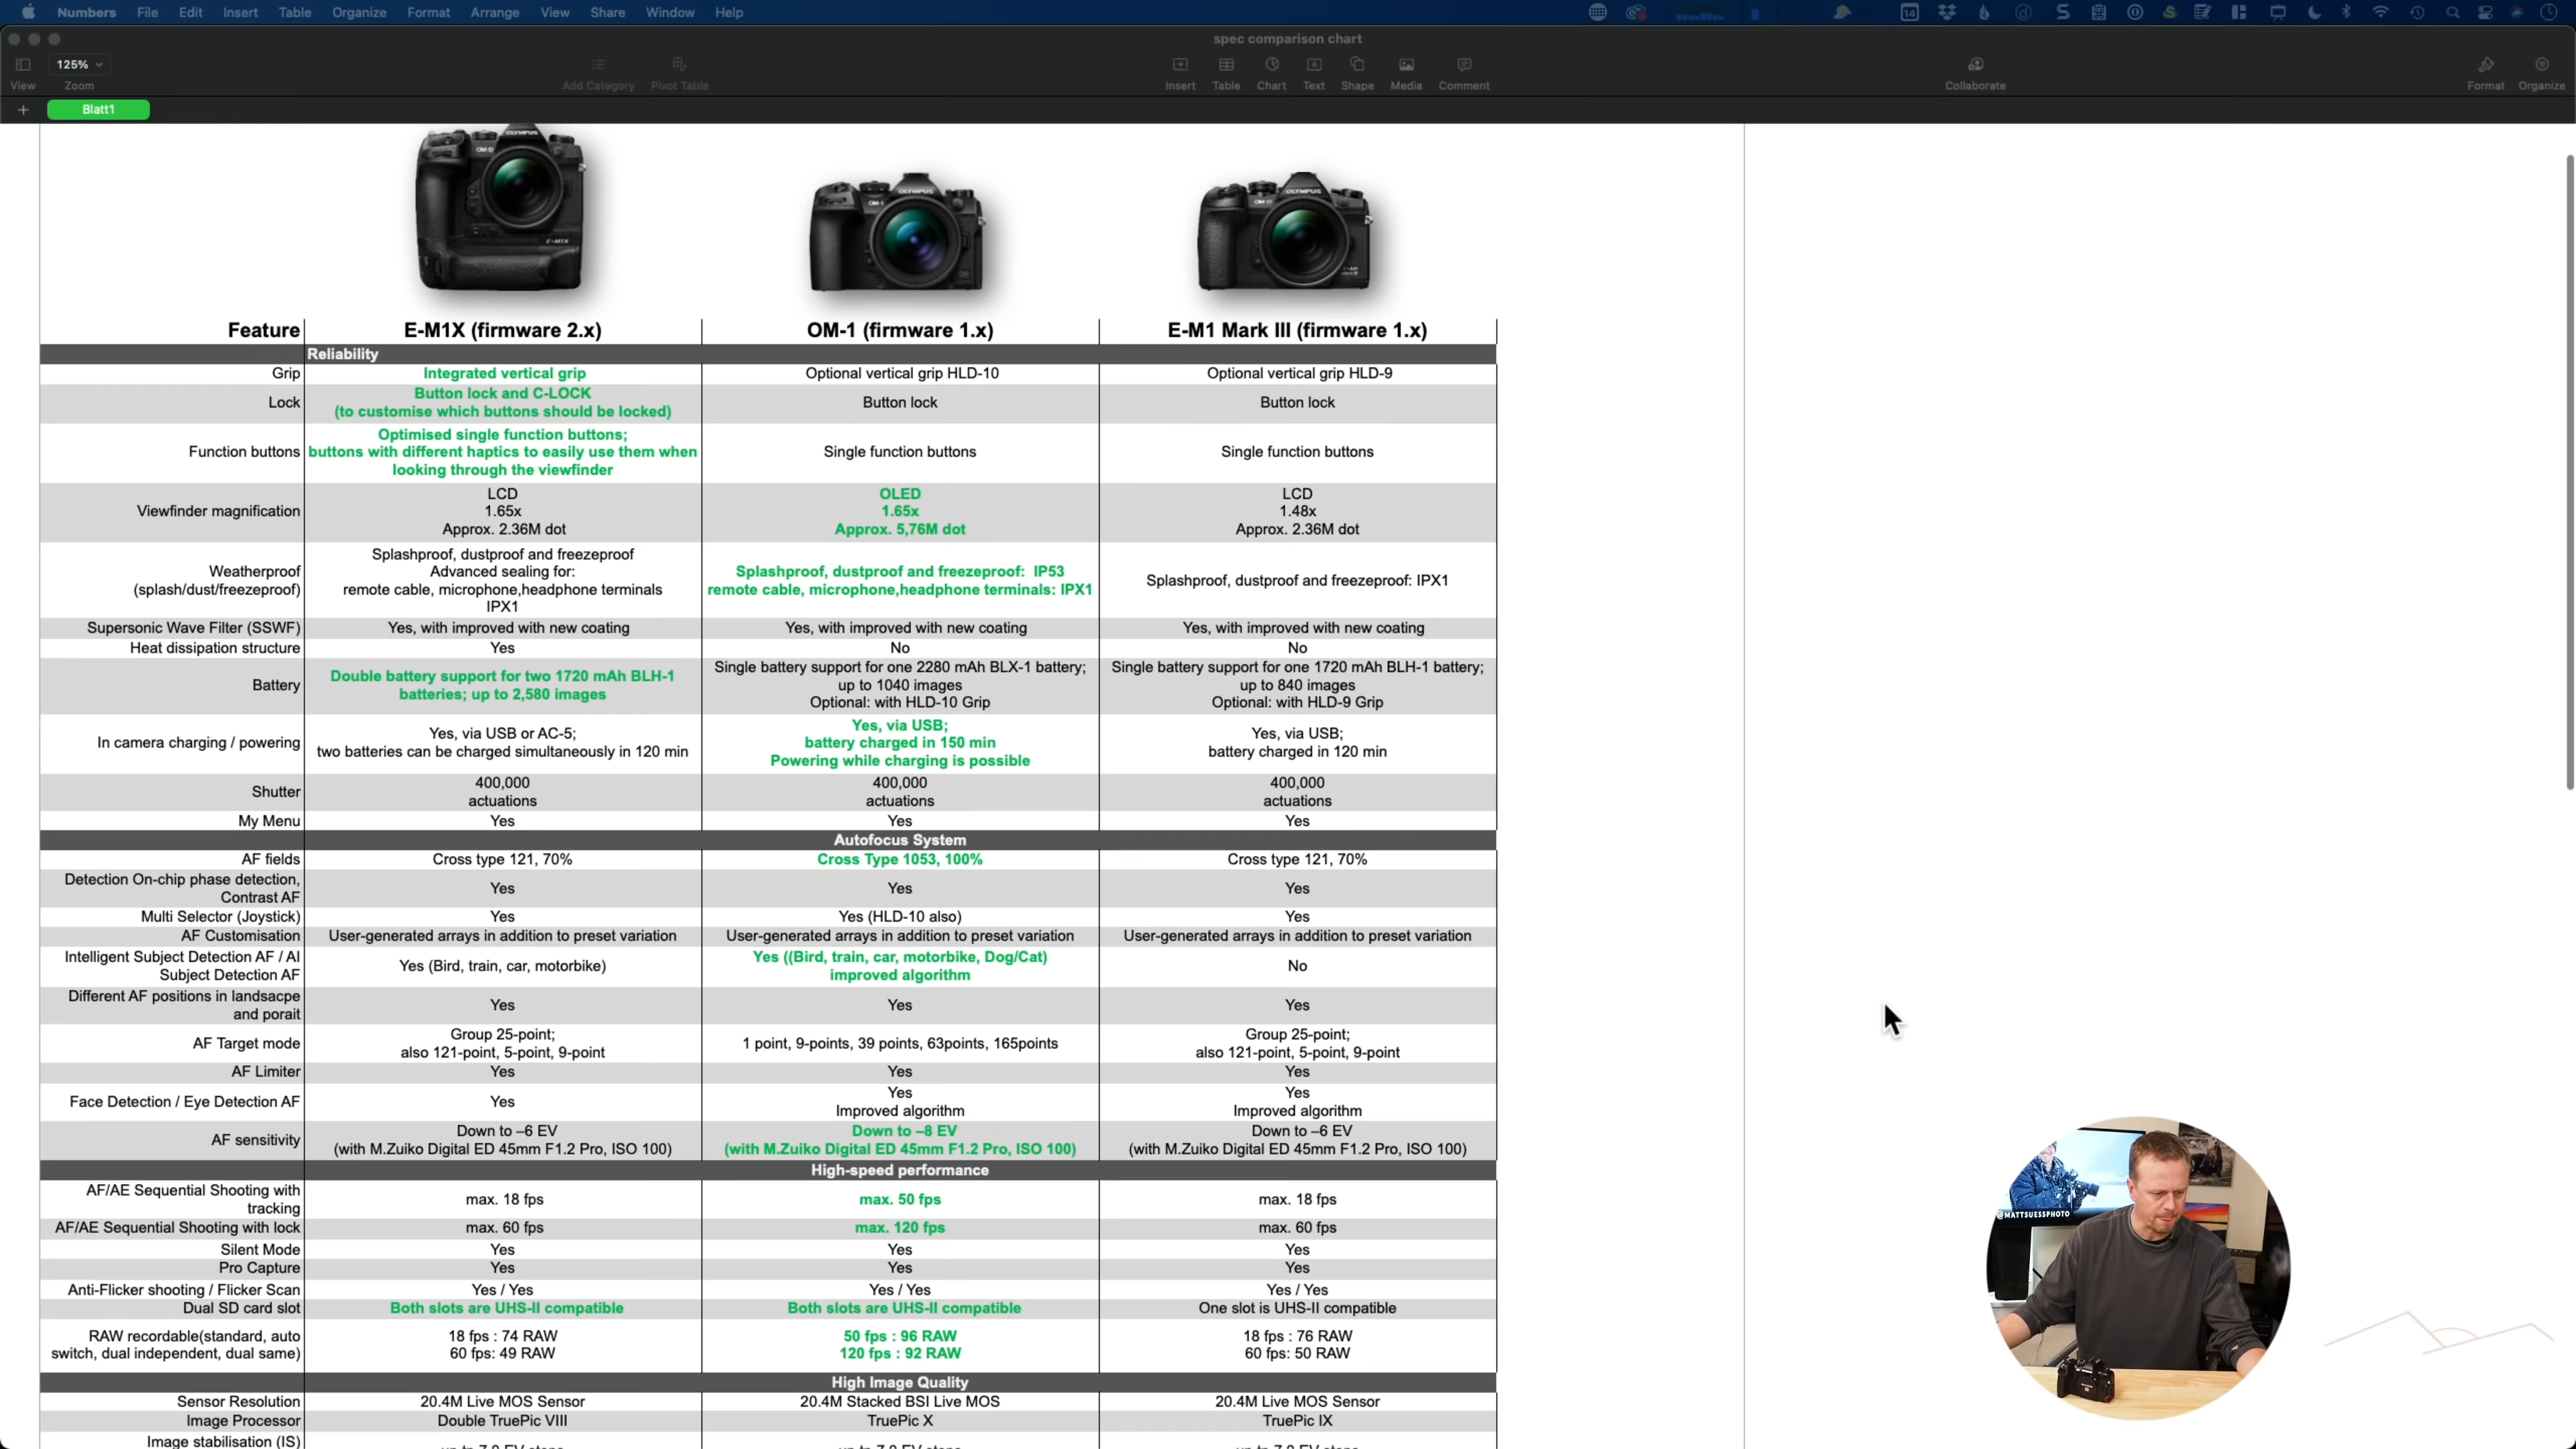 Numbers File Edit Insert Table Organize Format Arrange View Share Window Help
14
spec comparison chart
125%
View Zoom Add Category Pivot Table Insert Table Chart Text Shape Media Comment Collaborate Format Organize
+ Blatt1
OLYMPUS
OM-D
E-M1X
OLYMPUS
OM-1
OLYMPUS
OM-D
Feature E-M1X (firmware 2.x) OM-1 (firmware 1.x) E-M1 Mark III (firmware 1.x)
Reliability
Grip Integrated vertical grip Optional vertical grip HLD-10 Optional vertical grip HLD-9
Lock Button lock and C-LOCK
(to customise which buttons should be locked) Button lock Button lock
Function buttons Optimised single function buttons;
buttons with different haptics to easily use them when
looking through the viewfinder Single function buttons Single function buttons
Viewfinder magnification LCD
1.65x
Approx. 2.36M dot
OLED
1.65x
Approx. 5,76M dot
LCD
1.48x
Approx. 2.36M dot
Weatherproof
(splash/dust/freezeproof)
Splashproof, dustproof and freezeproof
Advanced sealing for:
remote cable, microphone,headphone terminals
IPX1
Splashproof, dustproof and freezeproof: IP53
remote cable, microphone,headphone terminals: IPX1
Splashproof, dustproof and freezeproof: IPX1
Supersonic Wave Filter (SSWF) Yes, with improved with new coating Yes, with improved with new coating Yes, with improved with new coating
Heat dissipation structure Yes No No
Battery Double battery support for two 1720 mAh BLH-1
batteries; up to 2,580 images
Single battery support for one 2280 mAh BLX-1 battery;
up to 1040 images
Optional: with HLD-10 Grip
Single battery support for one 1720 mAh BLH-1 battery;
up to 840 images
Optional: with HLD-9 Grip
In camera charging / powering Yes, via USB or AC-5;
two batteries can be charged simultaneously in 120 min
Yes, via USB;
battery charged in 150 min
Powering while charging is possible
Yes, via USB;
battery charged in 120 min
Shutter 400,000
actuations
400,000
actuations
400,000
actuations
My Menu Yes Yes Yes
Autofocus System
AF fields Cross type 121, 70% Cross Type 1053, 100% Cross type 121, 70%
Detection On-chip phase detection,
Contrast AF Yes Yes Yes
Multi Selector (Joystick) Yes Yes (HLD-10 also) Yes
AF Customisation User-generated arrays in addition to preset variation User-generated arrays in addition to preset variation User-generated arrays in addition to preset variation
Intelligent Subject Detection AF / AI
Subject Detection AF Yes (Bird, train, car, motorbike)
Yes ((Bird, train, car, motorbike, Dog/Cat)
improved algorithm
No
Different AF positions in landsacpe
and porait Yes Yes Yes
AF Target mode Group 25-point;
also 121-point, 5-point, 9-point
1 point, 9-points, 39 points, 63points, 165points
Group 25-point;
also 121-point, 5-point, 9-point
AF Limiter Yes Yes Yes
Face Detection / Eye Detection AF Yes
Yes
Improved algorithm
Yes
Improved algorithm
AF sensitivity Down to –6 EV
(with M.Zuiko Digital ED 45mm F1.2 Pro, ISO 100)
Down to –8 EV
(with M.Zuiko Digital ED 45mm F1.2 Pro, ISO 100)
Down to –6 EV
(with M.Zuiko Digital ED 45mm F1.2 Pro, ISO 100)
High-speed performance
AF/AE Sequential Shooting with
tracking max. 18 fps max. 50 fps max. 18 fps
AF/AE Sequential Shooting with lock max. 60 fps max. 120 fps max. 60 fps
Silent Mode Yes Yes Yes
Pro Capture Yes Yes Yes
Anti-Flicker shooting / Flicker Scan Yes / Yes Yes / Yes Yes / Yes
Dual SD card slot Both slots are UHS-II compatible Both slots are UHS-II compatible One slot is UHS-II compatible
RAW recordable(standard, auto
switch, dual independent, dual same)
18 fps : 74 RAW
60 fps: 49 RAW
50 fps : 96 RAW
120 fps : 92 RAW
18 fps : 76 RAW
60 fps: 50 RAW
High Image Quality
Sensor Resolution 20.4M Live MOS Sensor 20.4M Stacked BSI Live MOS 20.4M Live MOS Sensor
Image Processor Double TruePic VIII TruePic X TruePic IX
Image stabilisation (IS)
@MATTSUESSPHOTO